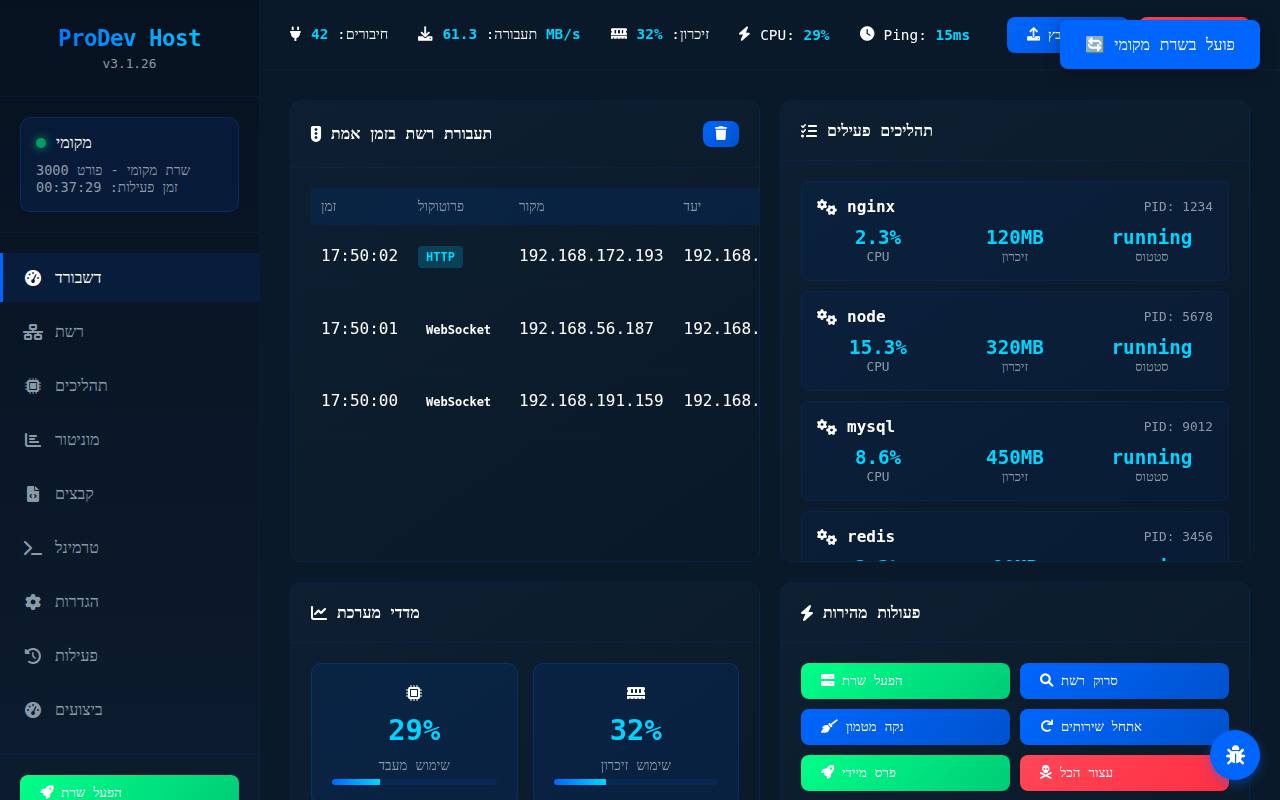 ProDev Host
v3.1.26
מקומי
שרת מקומי - פורט 3000
זמן פעילות: 00:37:29
דשבורד
רשת
תהליכים
מוניטור
קבצים
טרמינל
הגדרות
פעילות
ביצועים
הפעל שרת
חיבורים: 42
תעבורה: 61.3 MB/s
זיכרון: 32%
CPU: 29%
Ping: 15ms
פועל בשרת מקומי
תעבורת רשת בזמן אמת
זמן פרוטוקול מקור יעד
17:50:02 HTTP 192.168.172.193 192.168.
17:50:01 WebSocket 192.168.56.187 192.168.
17:50:00 WebSocket 192.168.191.159 192.168.
תהליכים פעילים
nginx PID: 1234
2.3% 120MB running
CPU זיכרון סטטוס
node PID: 5678
15.3% 320MB running
CPU זיכרון סטטוס
mysql PID: 9012
8.6% 450MB running
CPU זיכרון סטטוס
redis PID: 3456
מדדי מערכת
29%
שימוש מעבד
32%
שימוש זיכרון
פעולות מהירות
הפעל שרת
סרוק רשת
נקה מטמון
אתחל שירותים
פרס מיידי
עצור הכל